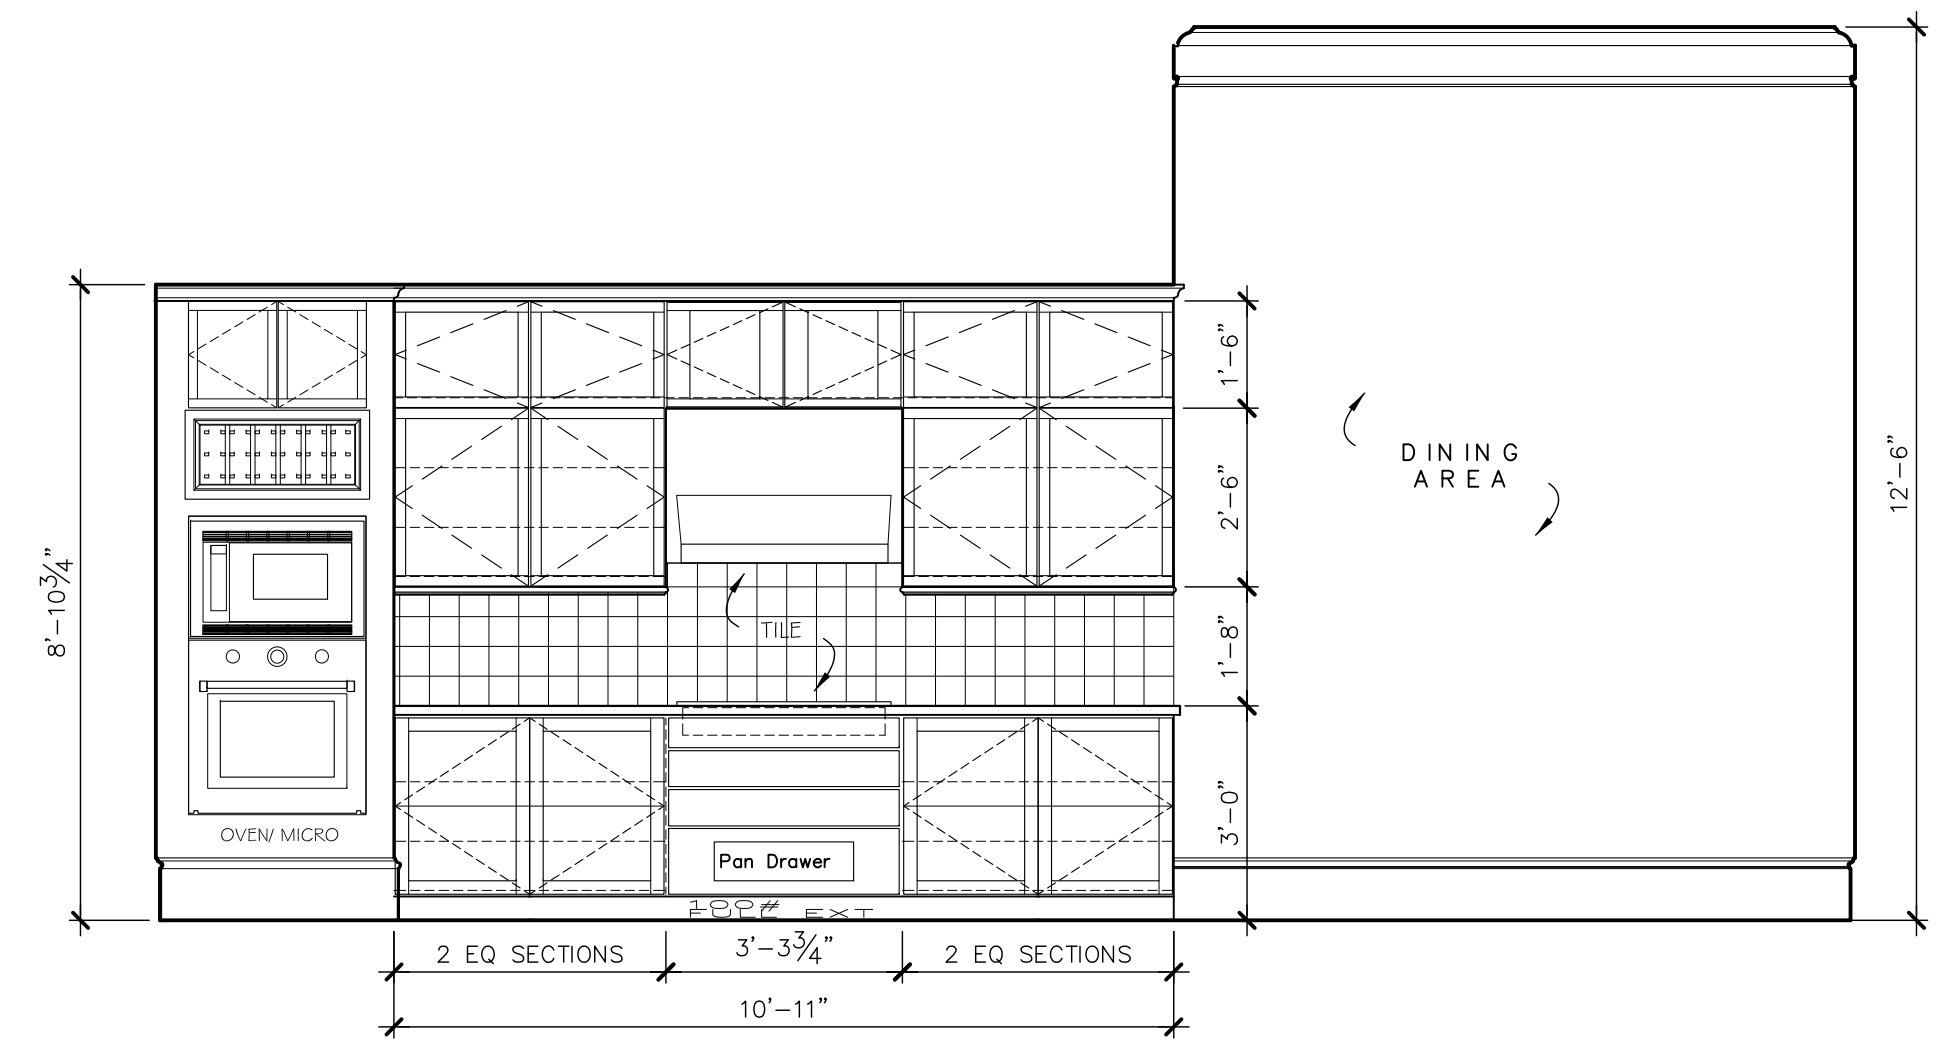 12'-6"
1'-6"
DINING
AREA
2'-6"
8'-10¾"
TILE
1'-8"
3'-0"
OVEN/ MICRO
Pan Drawer
100#
FULL EXT
2 EQ SECTIONS
3'-3¾"
2 EQ SECTIONS
10'-11"